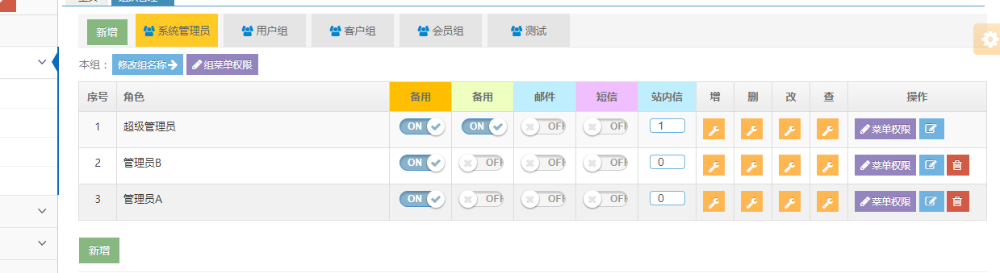 新增 系统管理员 用户组 客户组 会员组 测试
本组： 修改组名称 组菜单权限
序号 角色 备用 备用 邮件 短信 站内信 增 删 改 查 操作
1 超级管理员 ON ON OFF OFF 1 菜单权限
2 管理员B ON OFF OFF OFF 0 菜单权限
3 管理员A ON OFF OFF OFF 0 菜单权限
新增